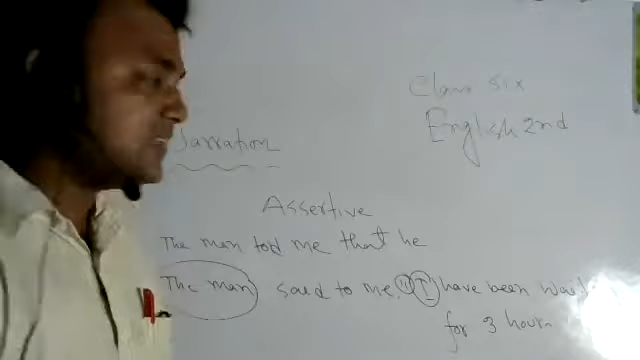 Class Six
English 2nd
Narration
Assertive
The man told me that he
The man said to me, "I have been
for 3 hours